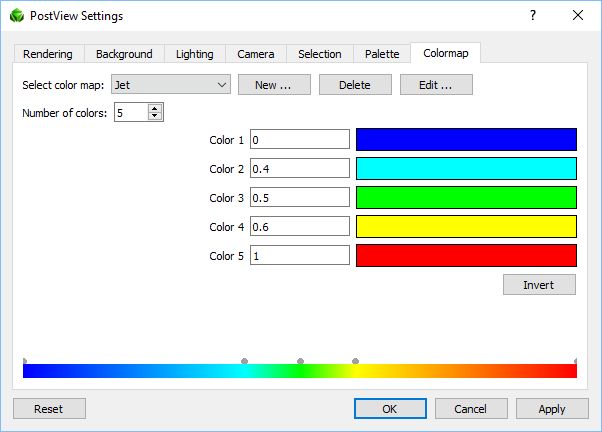 PostView Settings
Rendering Background Lighting Camera Selection Palette Colormap
Select color map: Jet New ... Delete Edit ...
Number of colors: 5
Color 1 0
Color 2 0.4
Color 3 0.5
Color 4 0.6
Color 5 1
Invert
Reset OK Cancel Apply